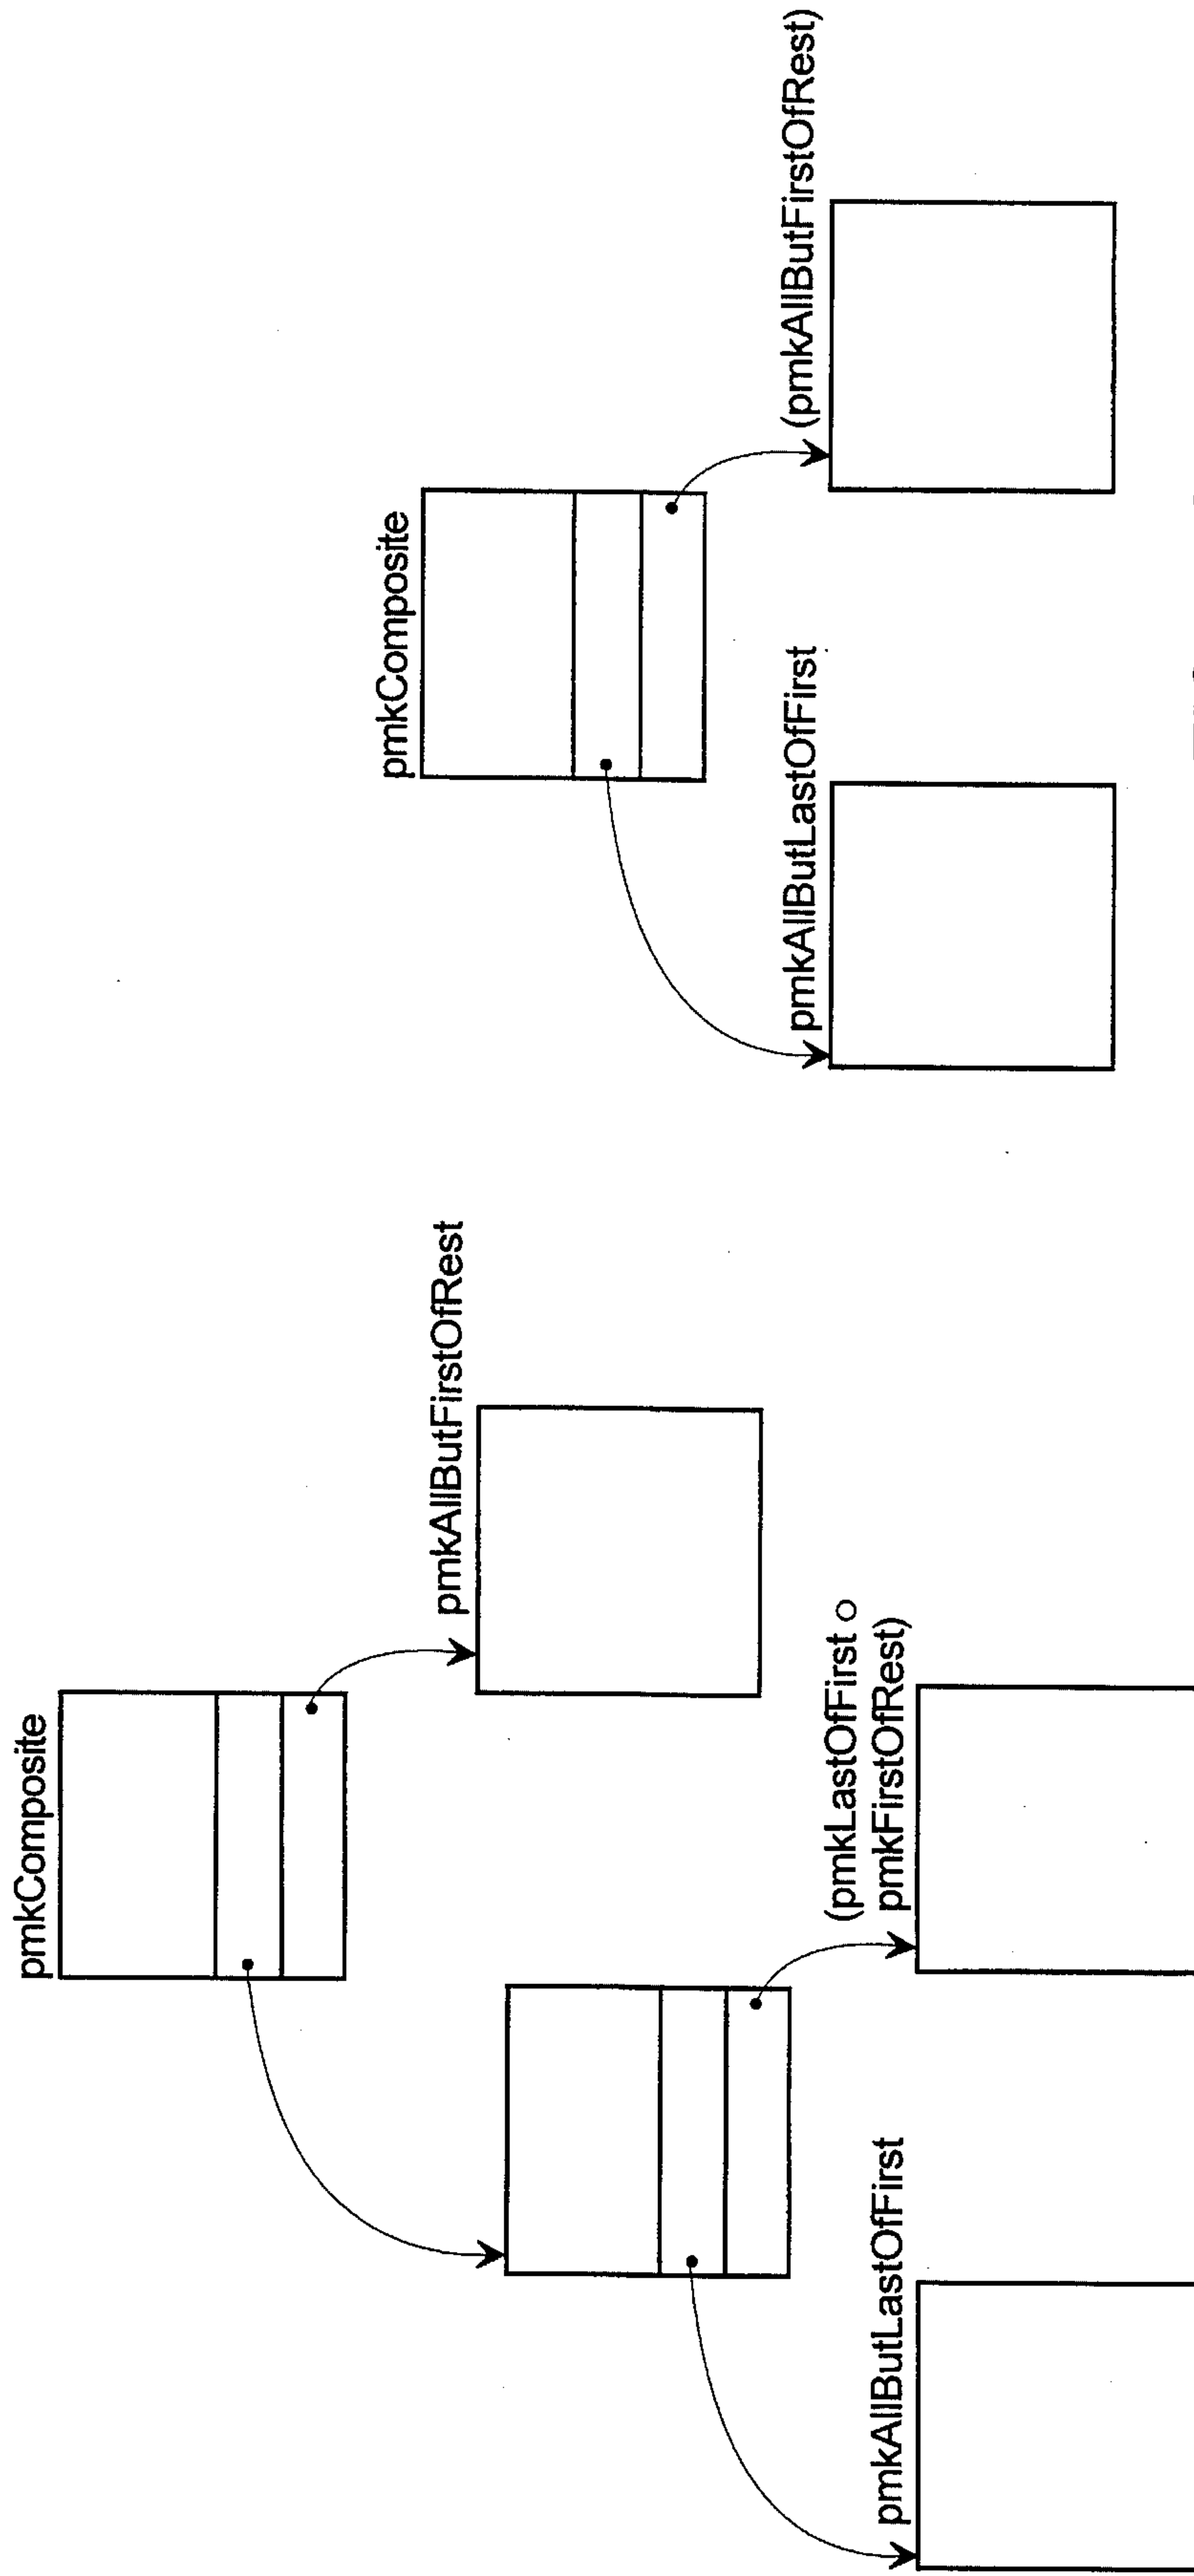 pmkComposite
pmkAllButFirstOfRest
(pmkLastOfFirst o
pmkFirstOfRest)
pmkAllButLastOfFirst
pmkComposite
pmkAllButLastOfFirst
(pmkAllButFirstOfRest)